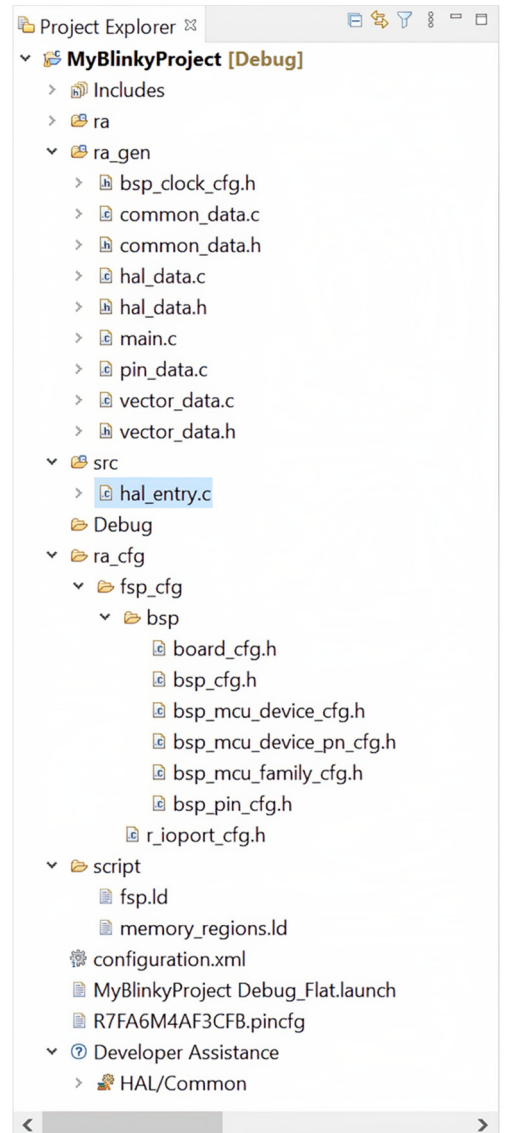 Project Explorer
MyBlinkyProject [Debug]
Includes
ra
ra_gen
bsp_clock_cfg.h
common_data.c
common_data.h
hal_data.c
hal_data.h
main.c
pin_data.c
vector_data.c
vector_data.h
src
hal_entry.c
Debug
ra_cfg
fsp_cfg
bsp
board_cfg.h
bsp_cfg.h
bsp_mcu_device_cfg.h
bsp_mcu_device_pn_cfg.h
bsp_mcu_family_cfg.h
bsp_pin_cfg.h
r_ioport_cfg.h
script
fsp.ld
memory_regions.ld
configuration.xml
MyBlinkyProject Debug_Flat.launch
R7FA6M4AF3CFB.pincfg
Developer Assistance
HAL/Common